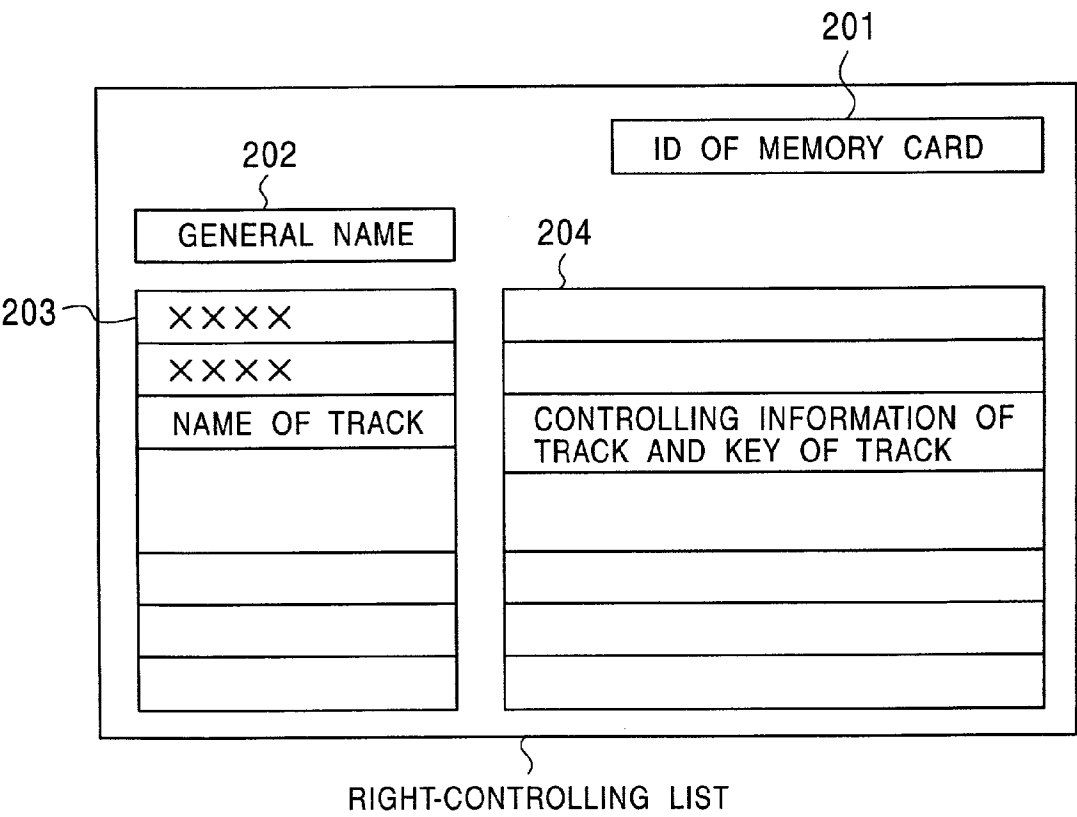 201
ID OF MEMORY CARD
202
GENERAL NAME
204
203
××××
××××
NAME OF TRACK
CONTROLLING INFORMATION OF
TRACK AND KEY OF TRACK
RIGHT-CONTROLLING LIST